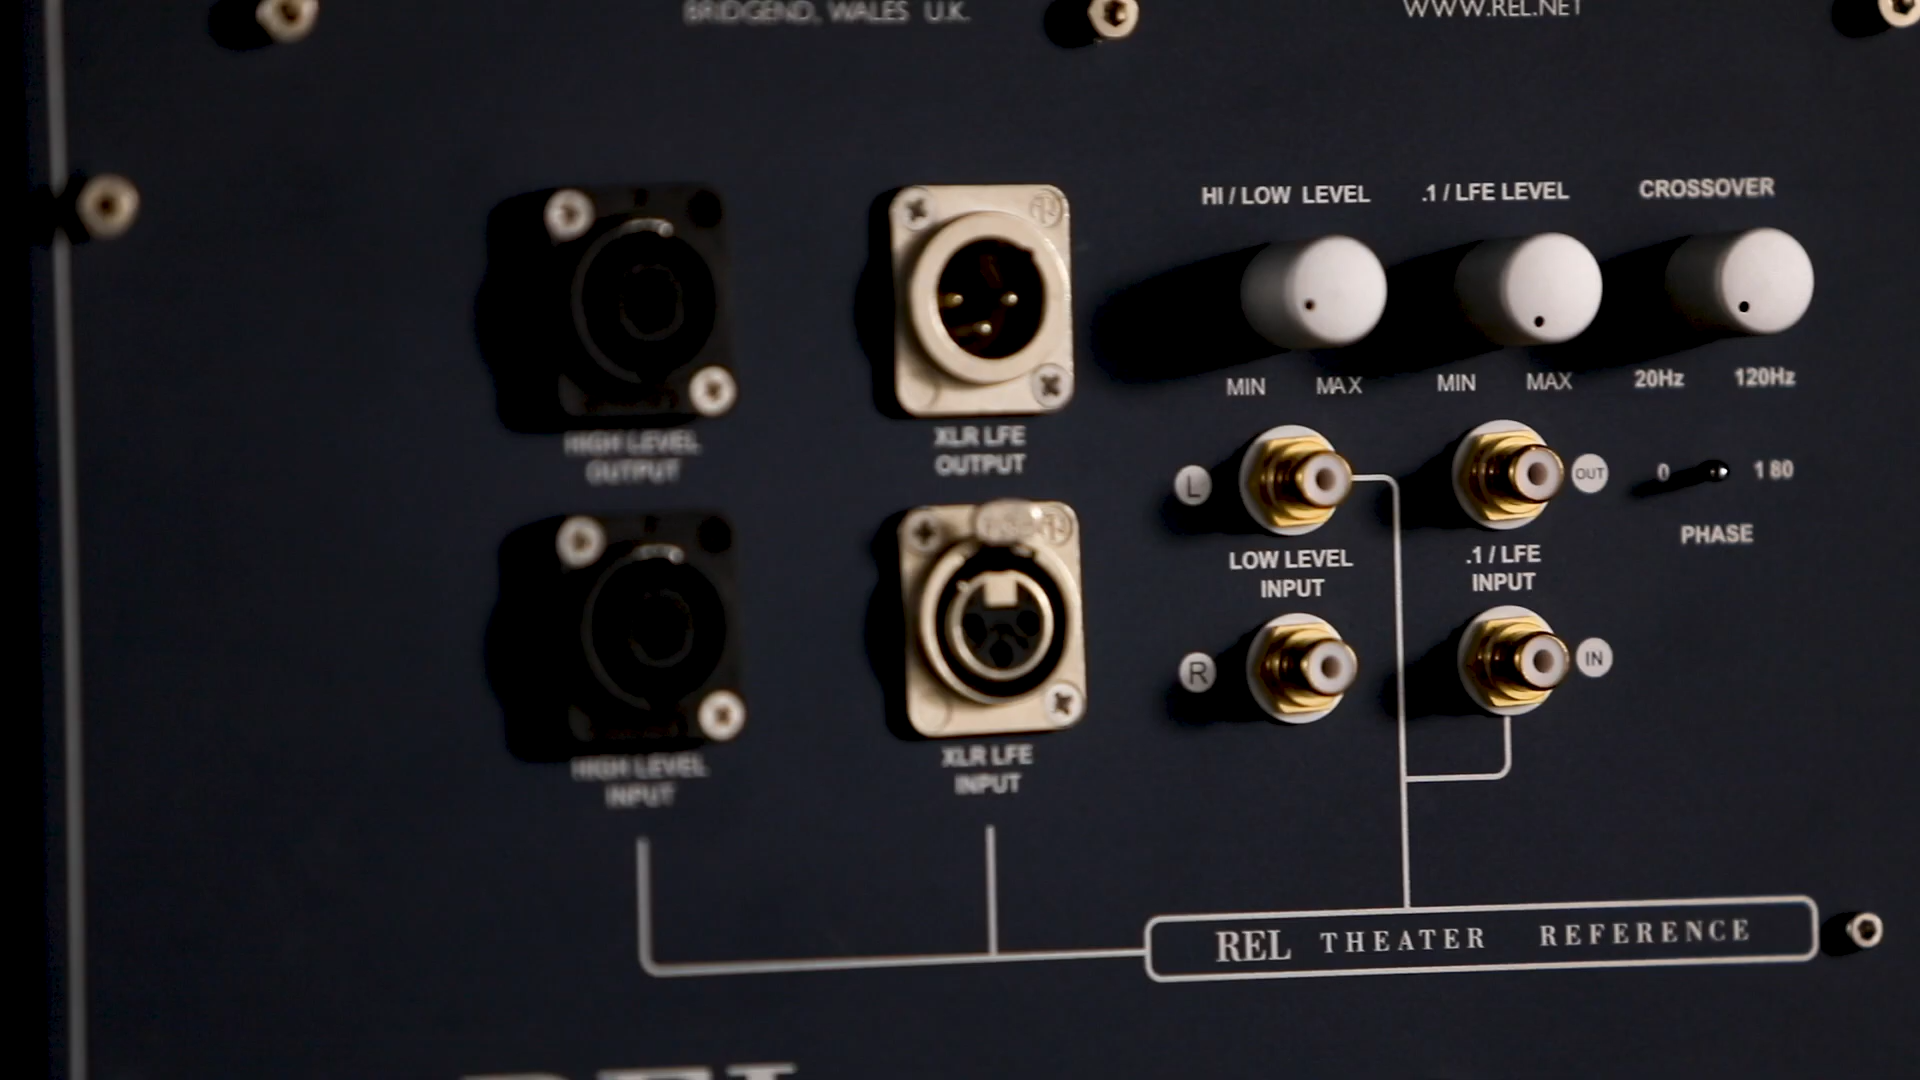 BRIDGEND, WALES U.K.
WWW.REL.NET
HI / LOW LEVEL
.1 / LFE LEVEL
CROSSOVER
MIN MAX
MIN MAX
20Hz 120Hz
HIGH LEVEL
OUTPUT
XLR LFE
OUTPUT
L
OUT
0 180
PHASE
LOW LEVEL
INPUT
.1 / LFE
INPUT
R
IN
HIGH LEVEL
INPUT
XLR LFE
INPUT
REL THEATER REFERENCE
REL